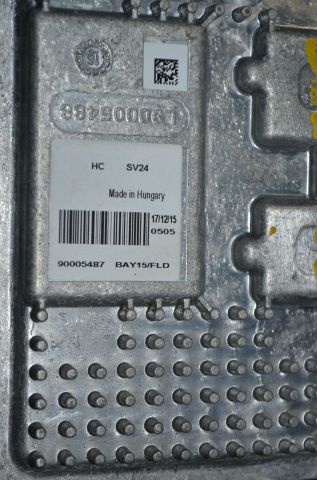 L90005488
HC SV24
Made in Hungary
17/12/15
0505
90005487 BAY15/FLD